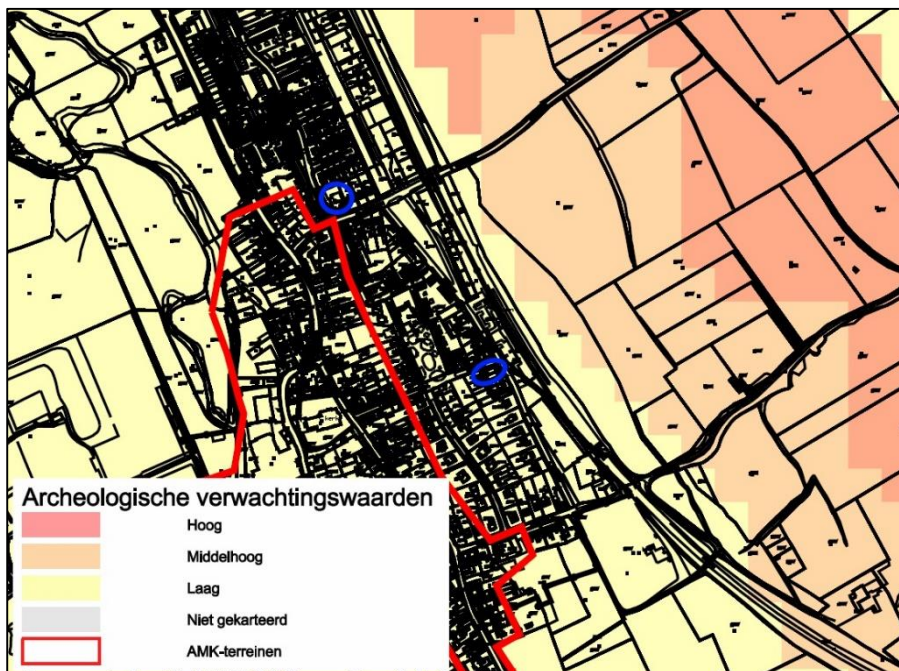 Archeologische verwachtingswaarden
Hoog
Middelhoog
Laag
Niet gekarteerd
AMK-terreinen